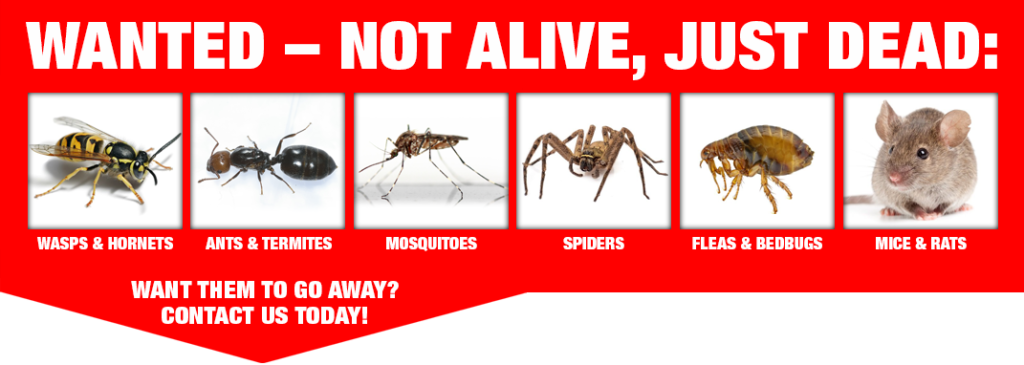 WANTED – NOT ALIVE, JUST DEAD:
WASPS & HORNETS
ANTS & TERMITES
MOSQUITOES
SPIDERS
FLEAS & BEDBUGS
MICE & RATS
WANT THEM TO GO AWAY?
CONTACT US TODAY!